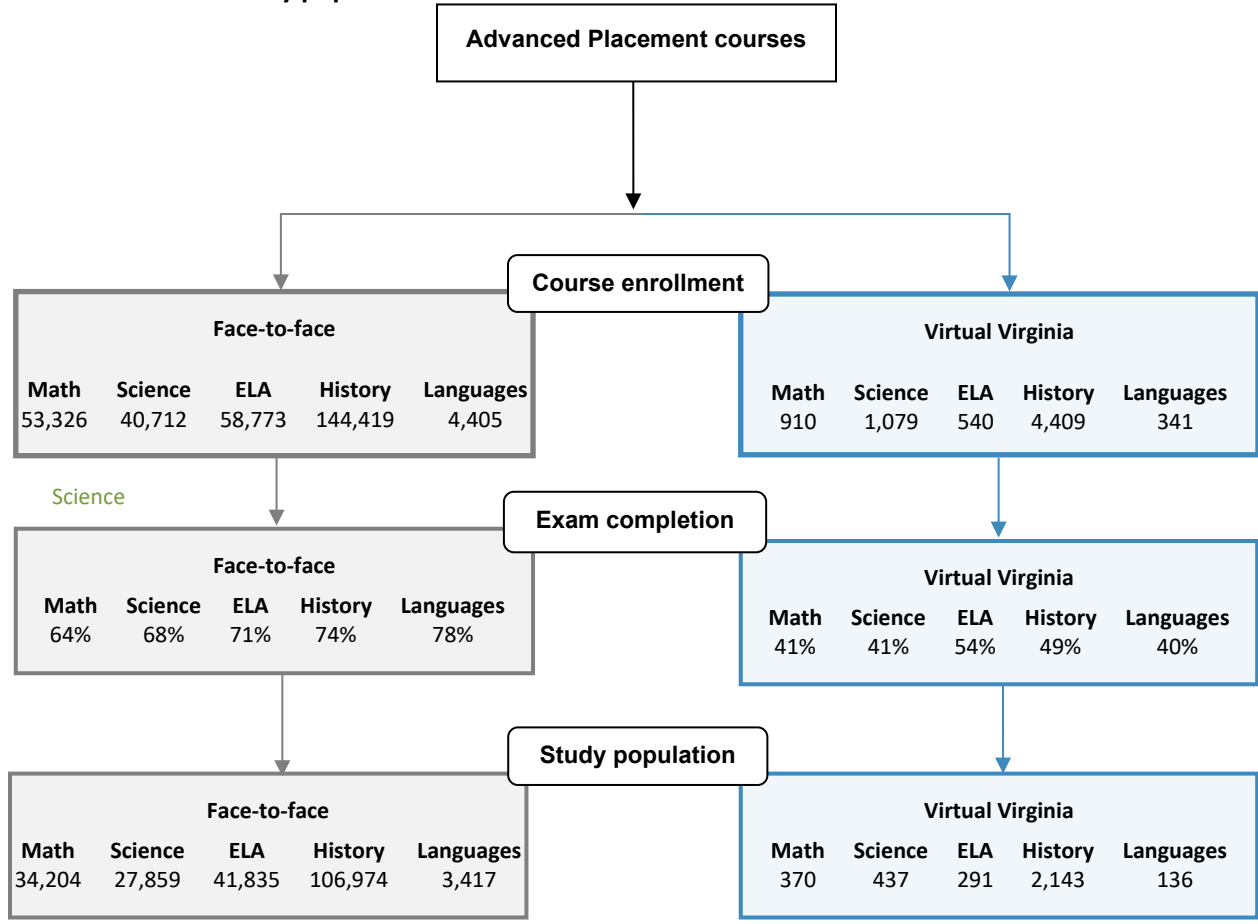 Advanced Placement courses
Course enrollment
Face-to-face
Math Science ELA History Languages
53,326 40,712 58,773 144,419 4,405
Virtual Virginia
Math Science ELA History Languages
910 1,079 540 4,409 341
Science
Exam completion
Face-to-face
Math Science ELA History Languages
64% 68% 71% 74% 78%
Virtual Virginia
Math Science ELA History Languages
41% 41% 54% 49% 40%
Study population
Face-to-face
Math Science ELA History Languages
34,204 27,859 41,835 106,974 3,417
Virtual Virginia
Math Science ELA History Languages
370 437 291 2,143 136